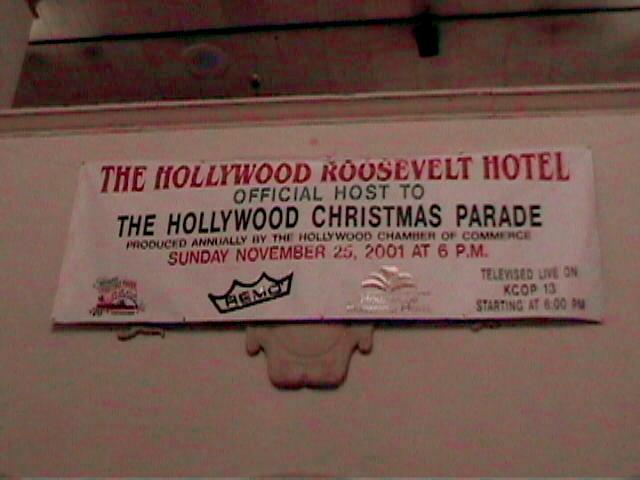 THE HOLLYWOOD ROOSEVELT HOTEL
OFFICIAL HOST TO
THE HOLLYWOOD CHRISTMAS PARADE
PRODUCED ANNUALLY BY THE HOLLYWOOD CHAMBER OF COMMERCE
SUNDAY NOVEMBER 25, 2001 AT 6 P.M.
REMO
TELEVISED LIVE ON
KCOP 13
STARTING AT 6:00 PM